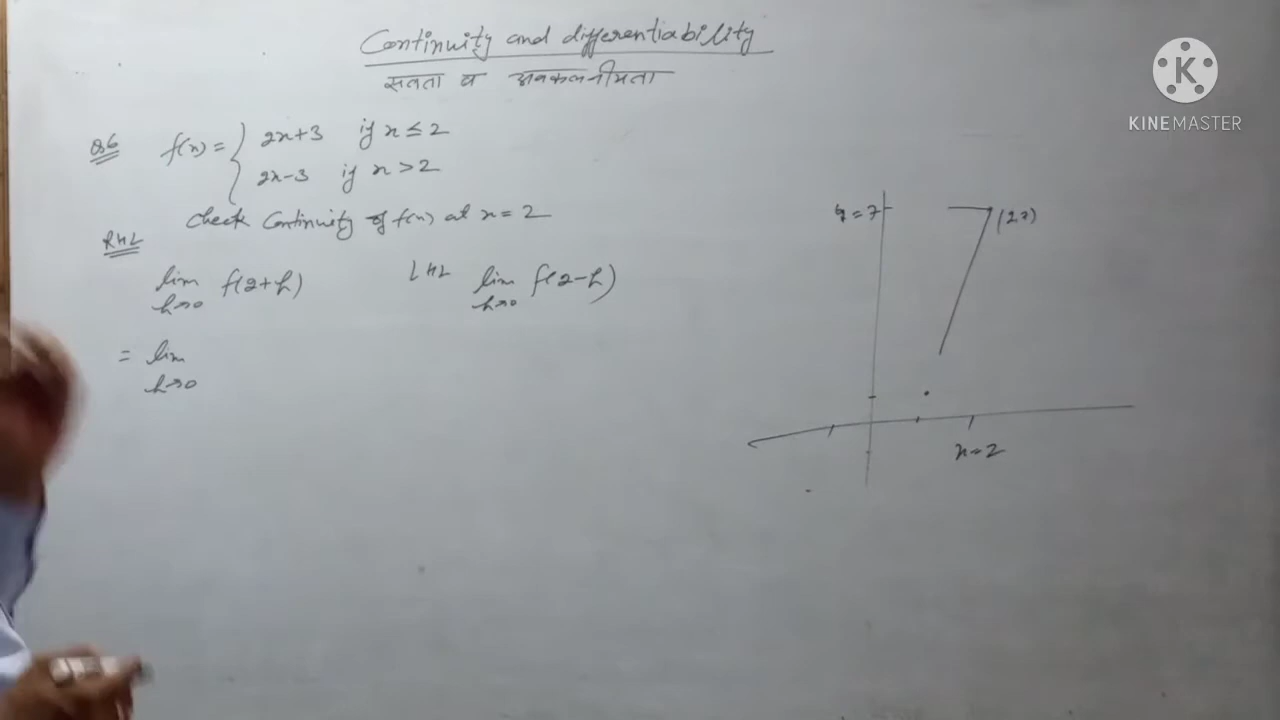 Continuity and differentiability
सततता व अवकलनीयता
Q6 f(x) = { 2x+3 if x ≤ 2
2x-3 if x > 2
Check Continuity of f(x) at x = 2
RHL
lim h→0 f(2+h) LHL lim h→0 f(2-h)
= lim h→0
y = 7
(2 7)
x = 2
KINEMASTER